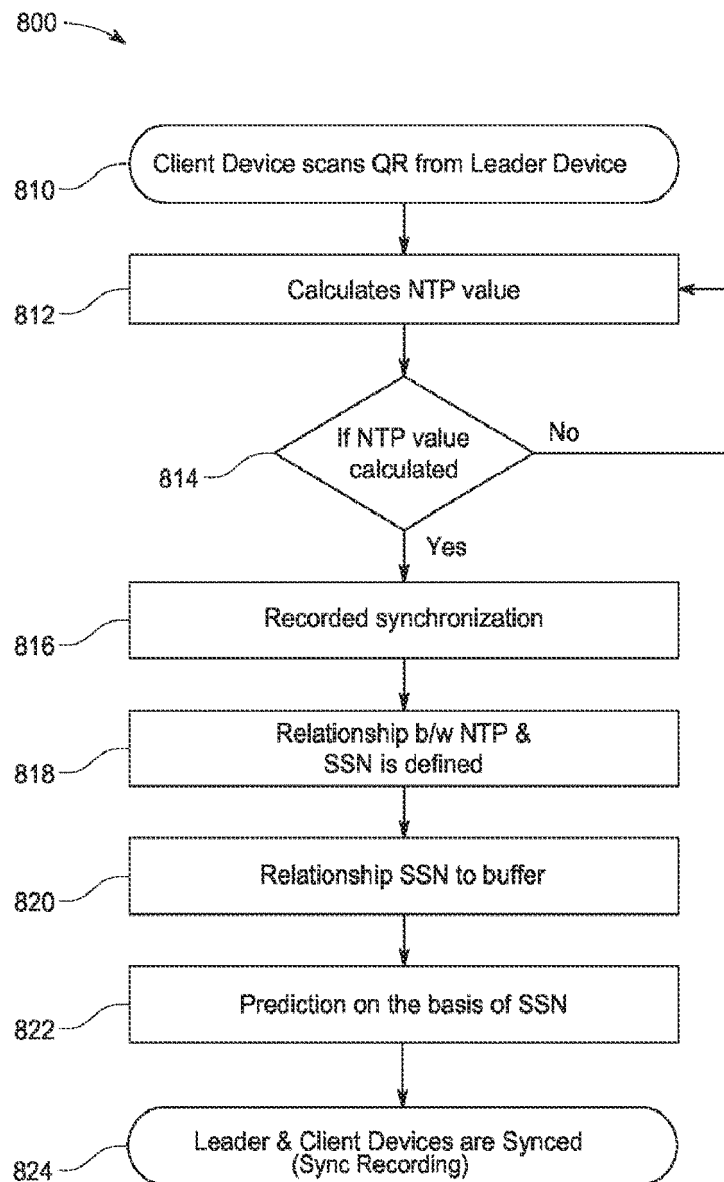 800
Client Device scans QR from Leader Device
810
Calculates NTP value
812
If NTP value
calculated
No
814
Yes
Recorded synchronization
816
Relationship b/w NTP &
SSN is defined
818
Relationship SSN to buffer
820
Prediction on the basis of SSN
822
Leader & Client Devices are Synced
(Sync Recording)
824